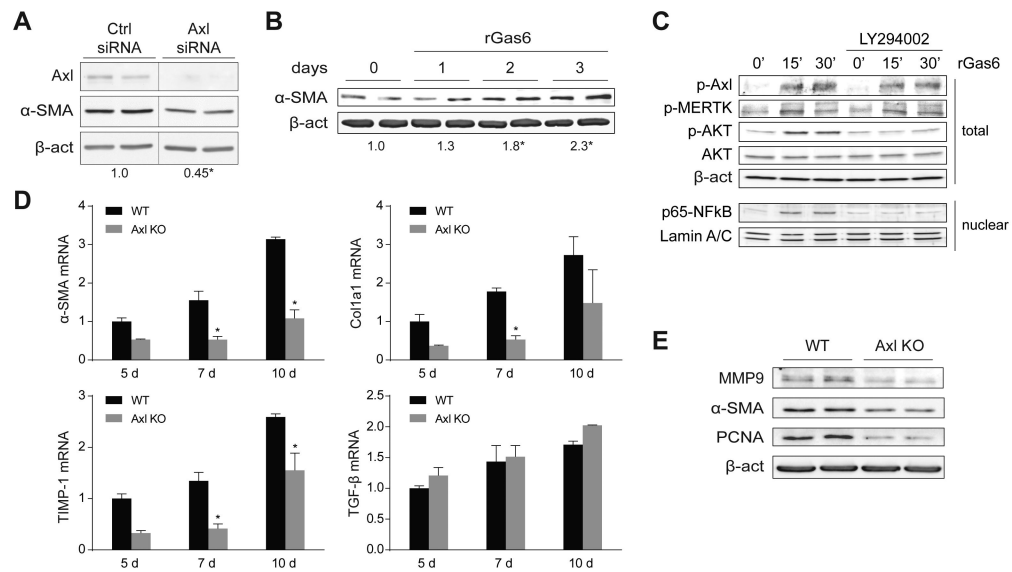 A
Ctrl siRNA
Axl siRNA
Axl
α-SMA
β-act
1.0 0.45*
B
rGas6
days 0 1 2 3
α-SMA
β-act
1.0 1.3 1.8* 2.3*
C
LY294002
0' 15' 30' 0' 15' 30' rGas6
p-Axl
p-MERTK
p-AKT
AKT
β-act
total
p65-NFkB
Lamin A/C
nuclear
D
α-SMA mRNA
4
3
2
1
0
WT
Axl KO
* *
5 d 7 d 10 d
Col1a1 mRNA
4
3
2
1
0
WT
Axl KO
*
5 d 7 d 10 d
TIMP-1 mRNA
3
2
1
0
WT
Axl KO
* *
5 d 7 d 10 d
TGF-β mRNA
2.5
2.0
1.5
1.0
0.5
0.0
WT
Axl KO
5 d 7 d 10 d
E
WT Axl KO
MMP9
α-SMA
PCNA
β-act